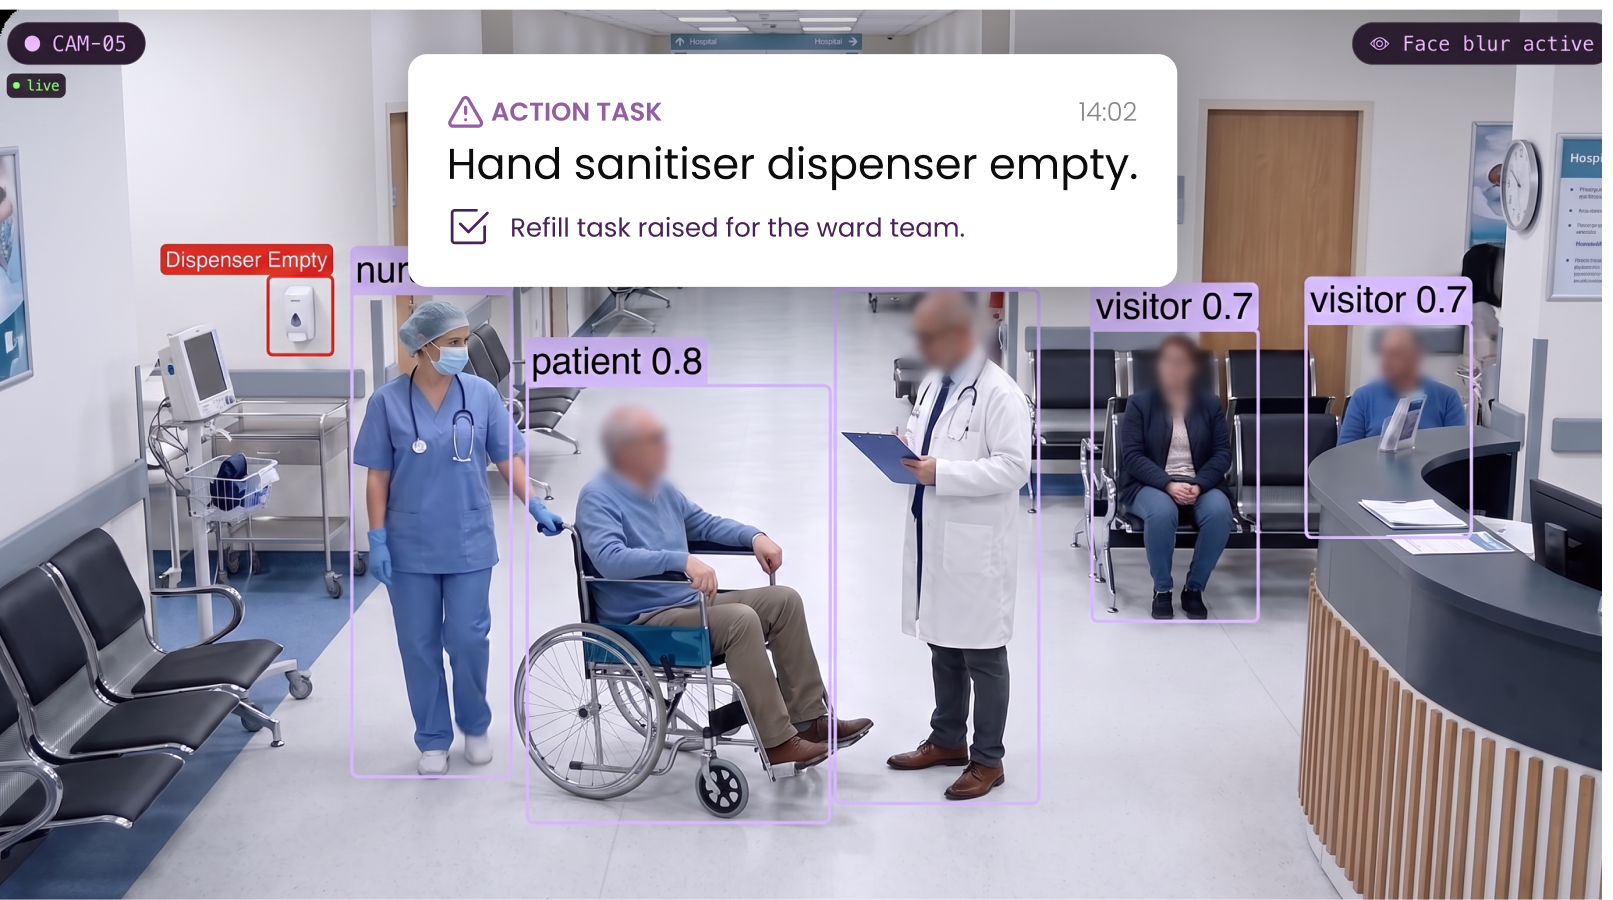 CAM-05
live
Face blur active
Hospital
Hospital
ACTION TASK
14:02
Hand sanitiser dispenser empty.
Refill task raised for the ward team.
Dispenser Empty
nur
patient 0.8
visitor 0.7
visitor 0.7
Hospi